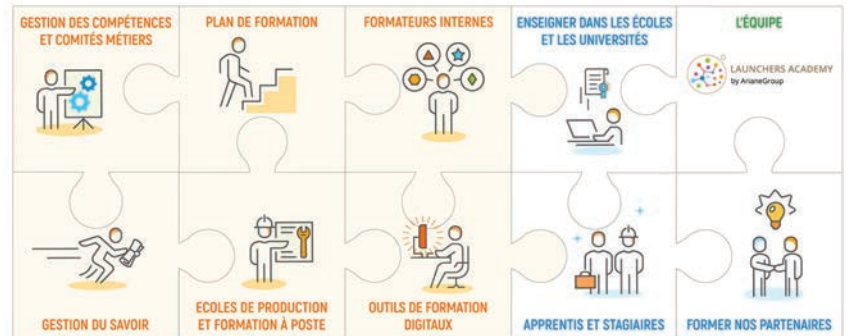 GESTION DES COMPÉTENCES
ET COMITÉS MÉTIERS
PLAN DE FORMATION
FORMATEURS INTERNES
ENSEIGNER DANS LES ÉCOLES
ET LES UNIVERSITÉS
L'ÉQUIPE
LAUNCHERS ACADEMY
by ArianeGroup
GESTION DU SAVOIR
ECOLES DE PRODUCTION
ET FORMATION À POSTE
OUTILS DE FORMATION
DIGITAUX
APPRENTIS ET STAGIAIRES
FORMER NOS PARTENAIRES